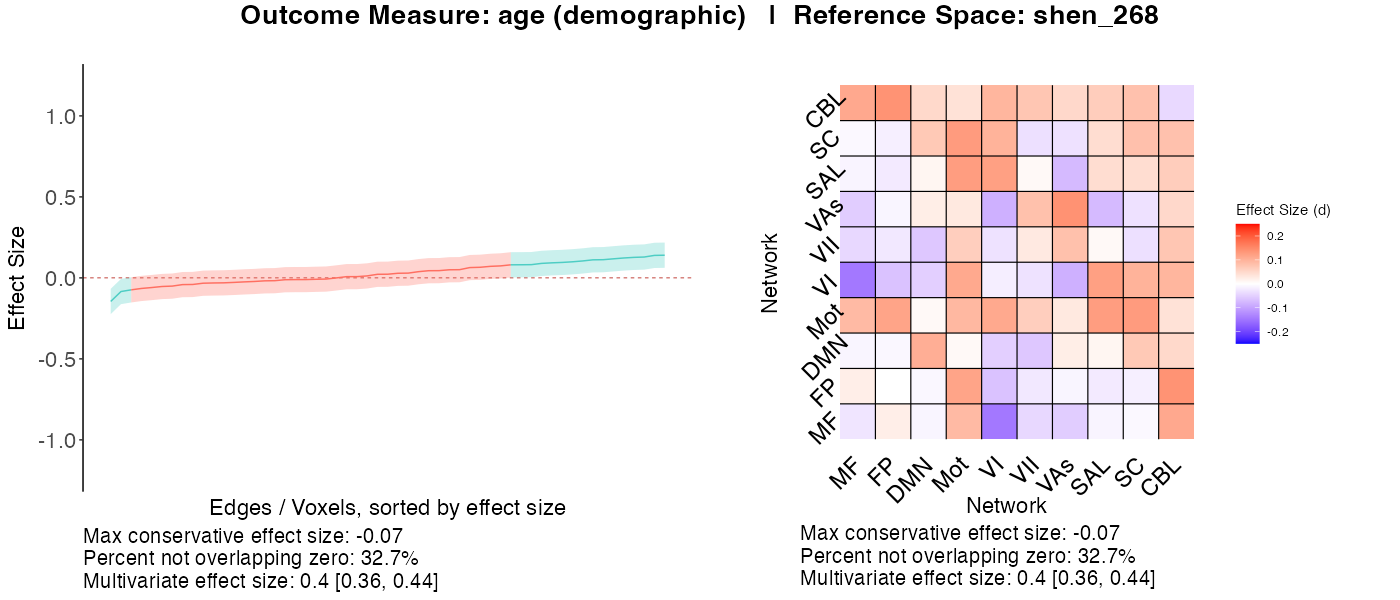 Outcome Measure: age (demographic) | Reference Space: shen_268
Effect Size
1.0
0.5
0.0
-0.5
-1.0
Edges / Voxels, sorted by effect size
Max conservative effect size: -0.07
Percent not overlapping zero: 32.7%
Multivariate effect size: 0.4 [0.36, 0.44]
Network
CBL
SC
SAL
VAs
VII
VI
Mot
DMN
FP
MF
MF FP DMN Mot VI VII VAs SAL SC CBL
Network
Max conservative effect size: -0.07
Percent not overlapping zero: 32.7%
Multivariate effect size: 0.4 [0.36, 0.44]
Effect Size (d)
0.2
0.1
0.0
-0.1
-0.2